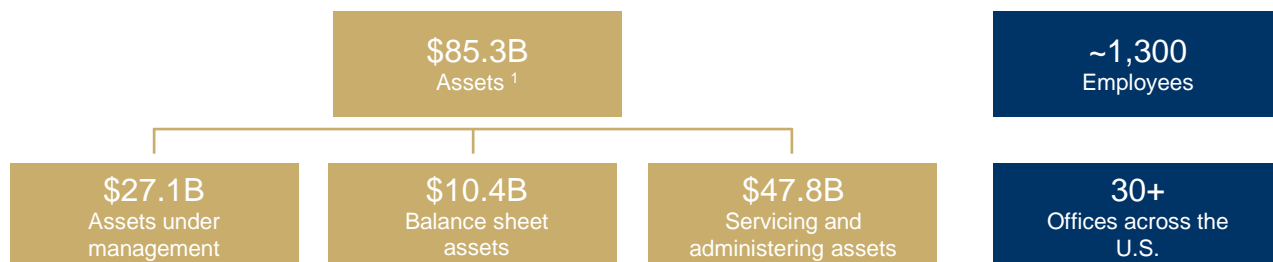 $85.3B
Assets 1
~1,300
Employees
$27.1B
Assets under
management
$10.4B
Balance sheet
assets
$47.8B
Servicing and
administering assets
30+
Offices across the
U.S.